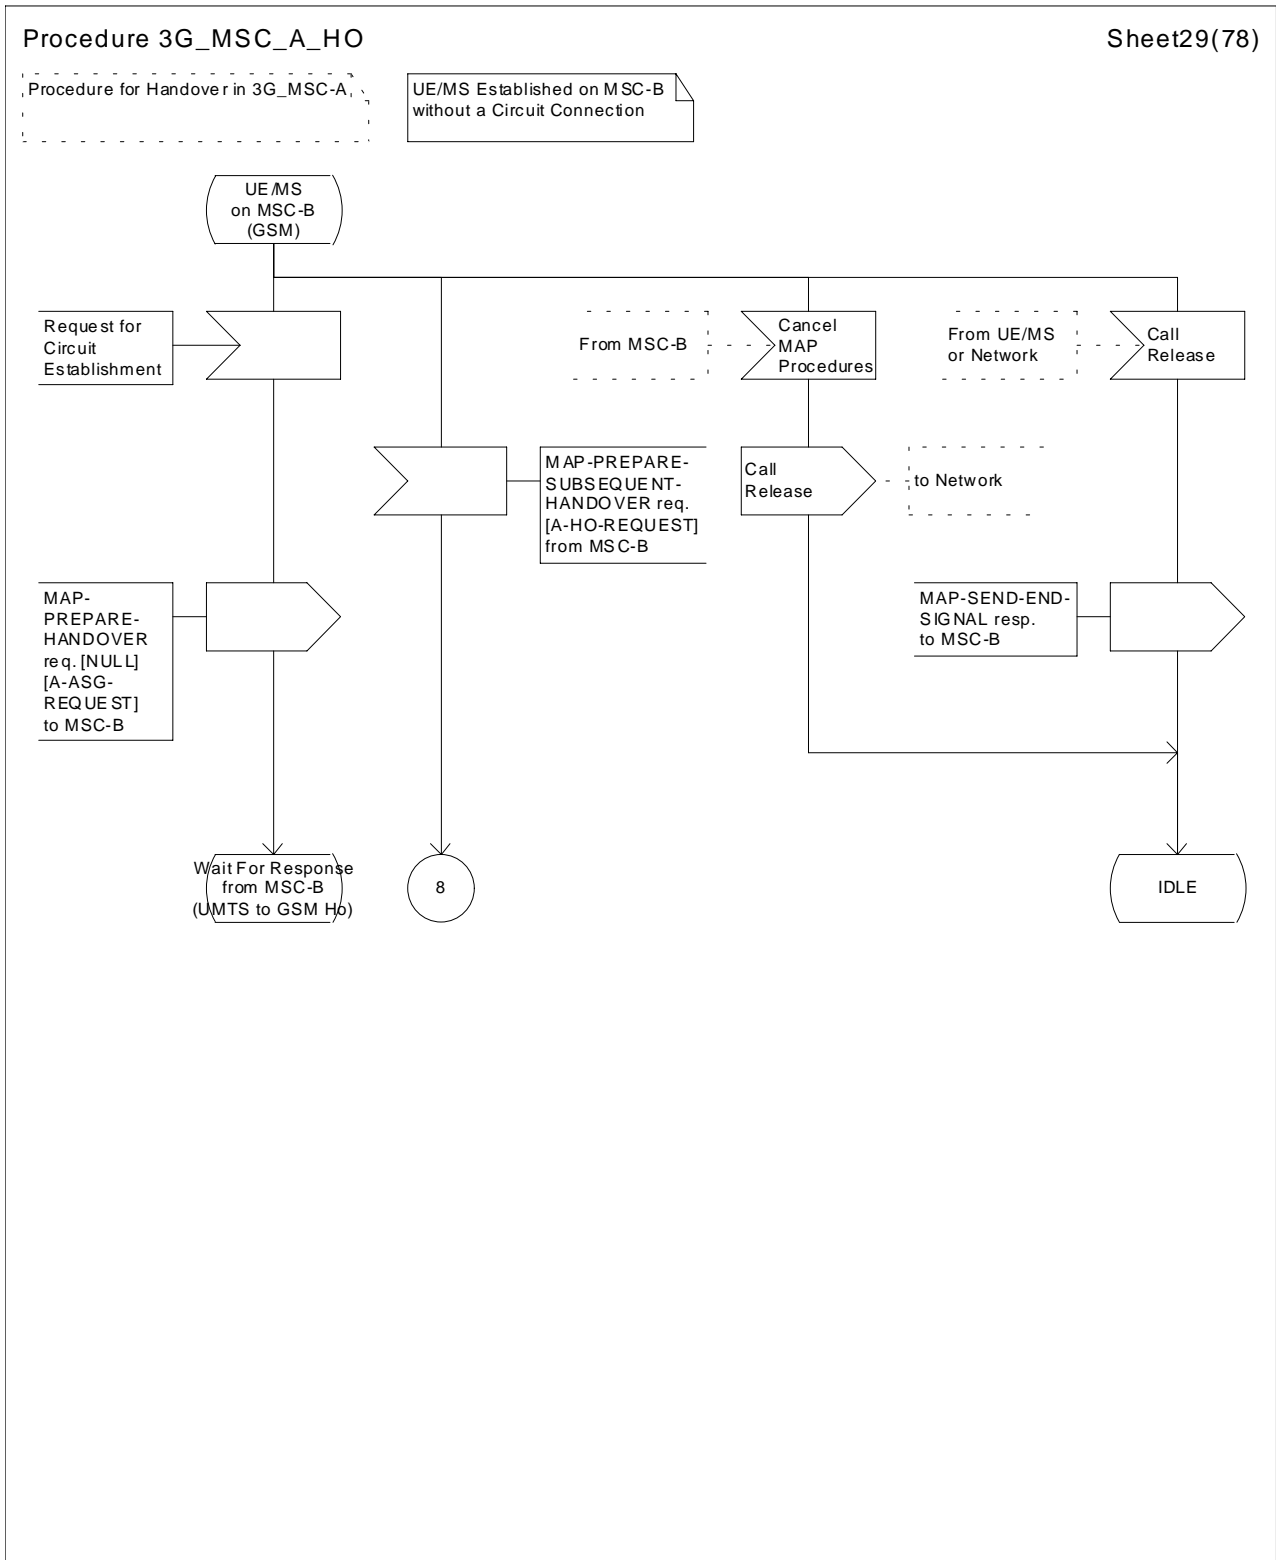 Procedure 3G_MSC_A_HO
Sheet29(78)
Procedure for Handover in 3G_MSC-A
UE/MS Established on MSC-B
without a Circuit Connection
UE/MS
on MSC-B
(GSM)
Request for
Circuit
Establishment
From MSC-B
Cancel
MAP
Procedures
From UE/MS
or Network
Call
Release
MAP-PREPARE-
SUBSEQUENT-
HANDOVER req.
[A-HO-REQUEST]
from MSC-B
Call
Release
to Network
MAP-
PREPARE-
HANDOVER
req. [NULL]
[A-ASG-
REQUEST]
to MSC-B
MAP-SEND-END-
SIGNAL resp.
to MSC-B
Wait For Response
from MSC-B
(UMTS to GSM Ho)
8
IDLE